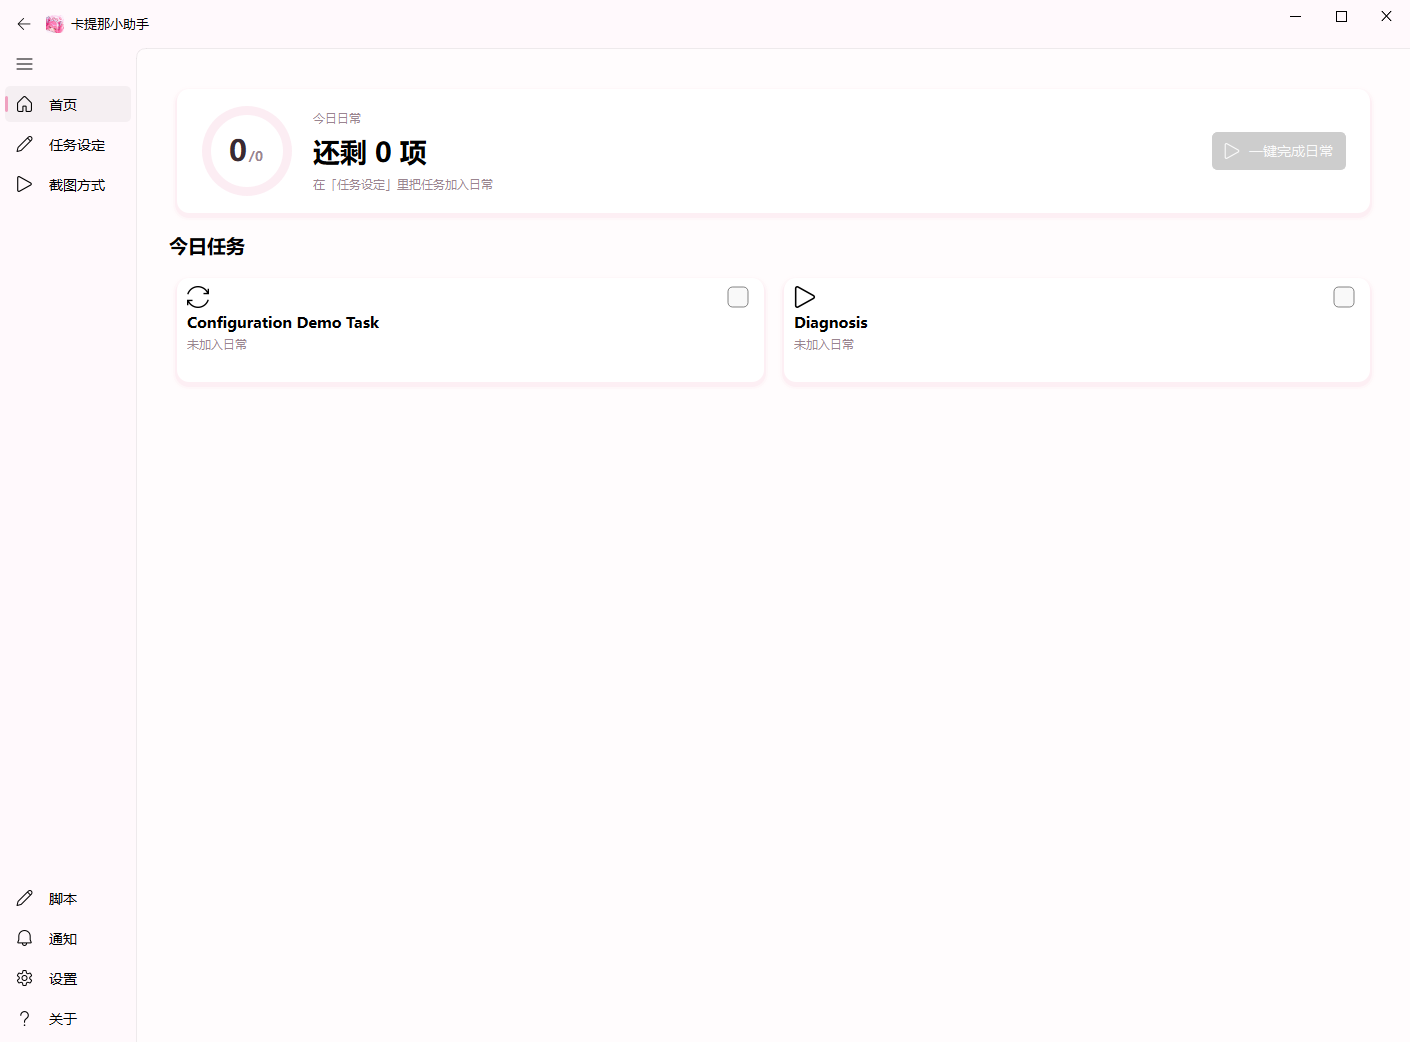 卡提那小助手
首页
任务设定
截图方式
今日日常
0/0
还剩 0 项
在「任务设定」里把任务加入日常
一键完成日常
今日任务
Configuration Demo Task
未加入日常
Diagnosis
未加入日常
脚本
通知
设置
关于